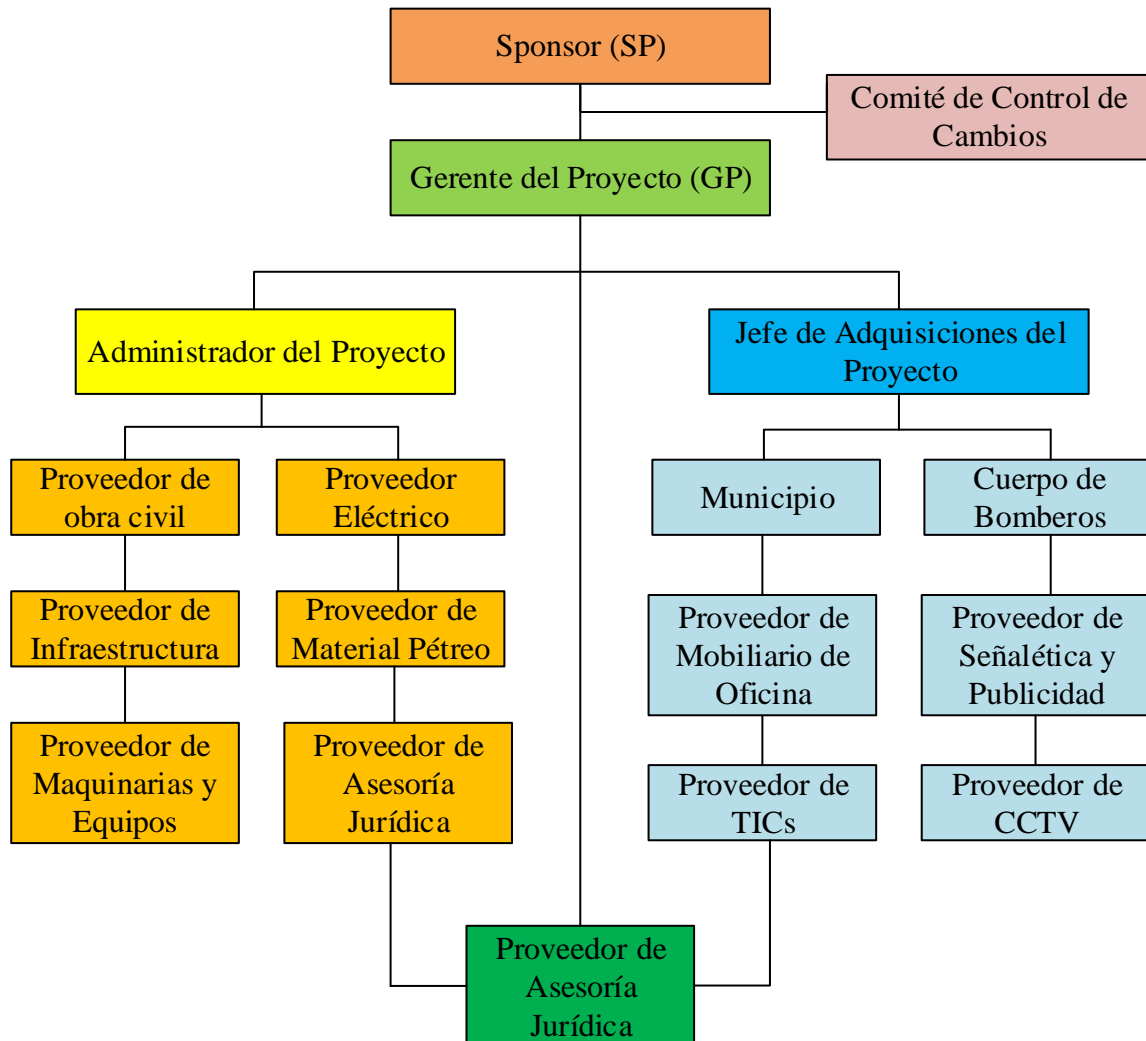 Sponsor (SP)
Comité de Control de
Cambios
Gerente del Proyecto (GP)
Administrador del Proyecto
Jefe de Adquisiciones del
Proyecto
Proveedor de
obra civil
Proveedor
Eléctrico
Municipio
Cuerpo de
Bomberos
Proveedor de
Infraestructura
Proveedor de
Material Pétreo
Proveedor de
Mobiliario de
Oficina
Proveedor de
Señalética y
Publicidad
Proveedor de
Maquinarias y
Equipos
Proveedor de
Asesoría
Jurídica
Proveedor de
TICs
Proveedor de
CCTV
Proveedor de
Asesoría
Jurídica